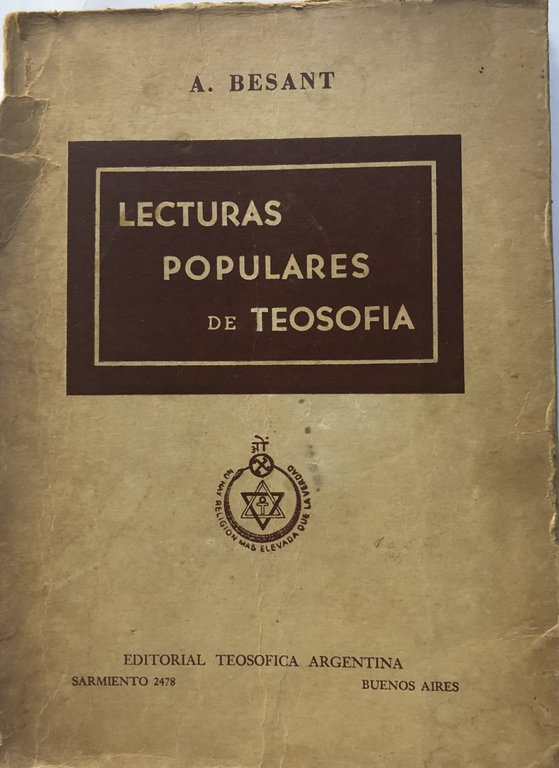 A. BESANT
LECTURAS
POPULARES
DE TEOSOFIA
ओं
NO HAY RELIGION MAS ELEVADA QUE LA VERDAD
EDITORIAL TEOSOFICA ARGENTINA
SARMIENTO 2478 BUENOS AIRES